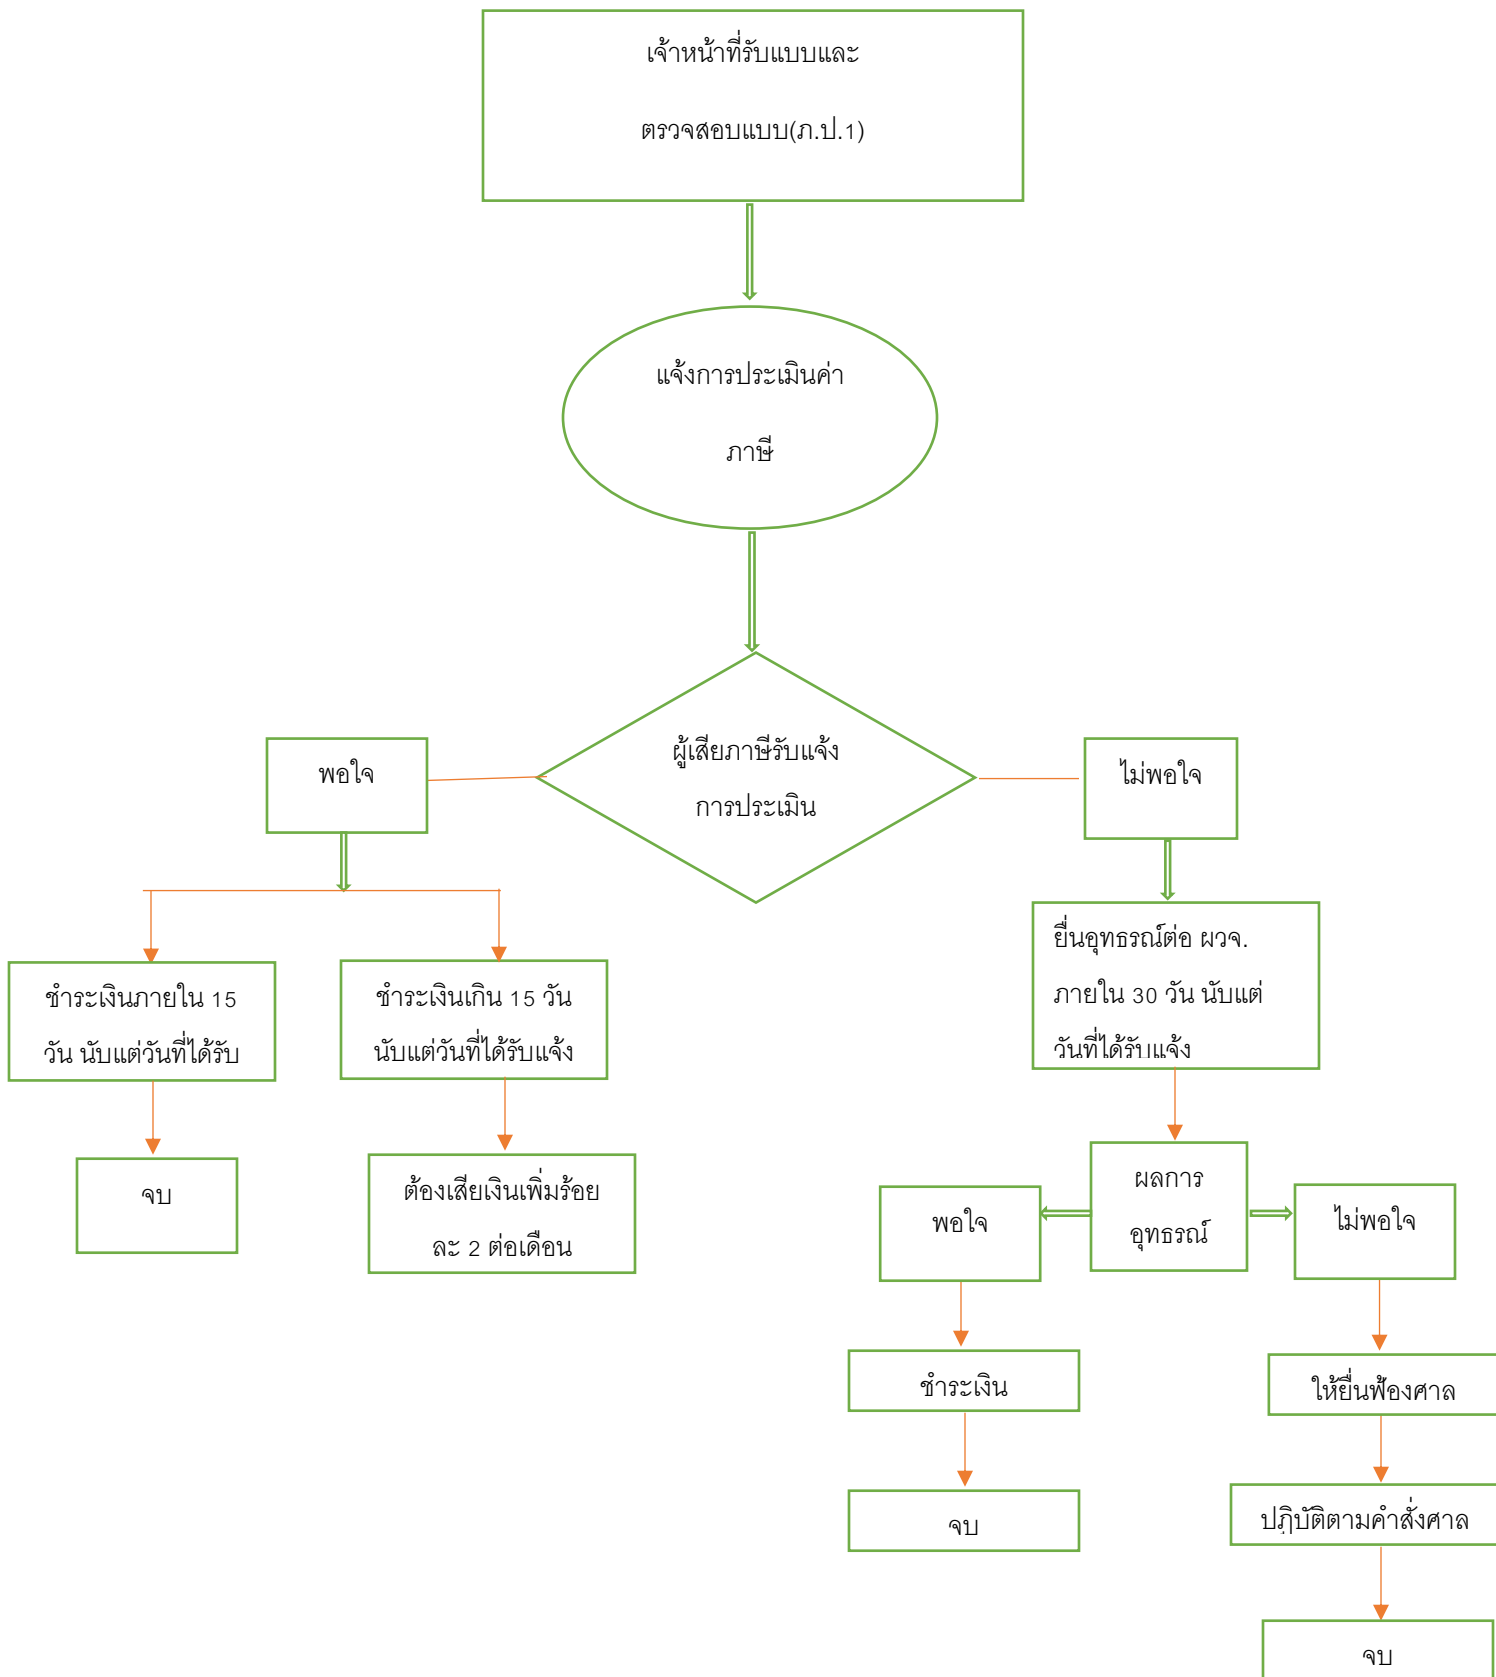 เจ้าหน้าที่รับแบบและ
ตรวจสอบแบบ(ภ.ป.1)
แจ้งการประเมินค่า
ภาษี
ผู้เสียภาษีรับแจ้ง
การประเมิน
พอใจ
ไม่พอใจ
ชำระเงินภายใน 15
วัน นับแต่วันที่ได้รับ
ชำระเงินเกิน 15 วัน
นับแต่วันที่ได้รับแจ้ง
ยื่นอุทธรณ์ต่อ ผวจ.
ภายใน 30 วัน นับแต่
วันที่ได้รับแจ้ง
จบ
ต้องเสียเงินเพิ่มร้อย
ละ 2 ต่อเดือน
ผลการ
อุทธรณ์
พอใจ
ไม่พอใจ
ชำระเงิน
ให้ยื่นฟ้องศาล
จบ
ปฏิบัติตามคำสั่งศาล
จบ